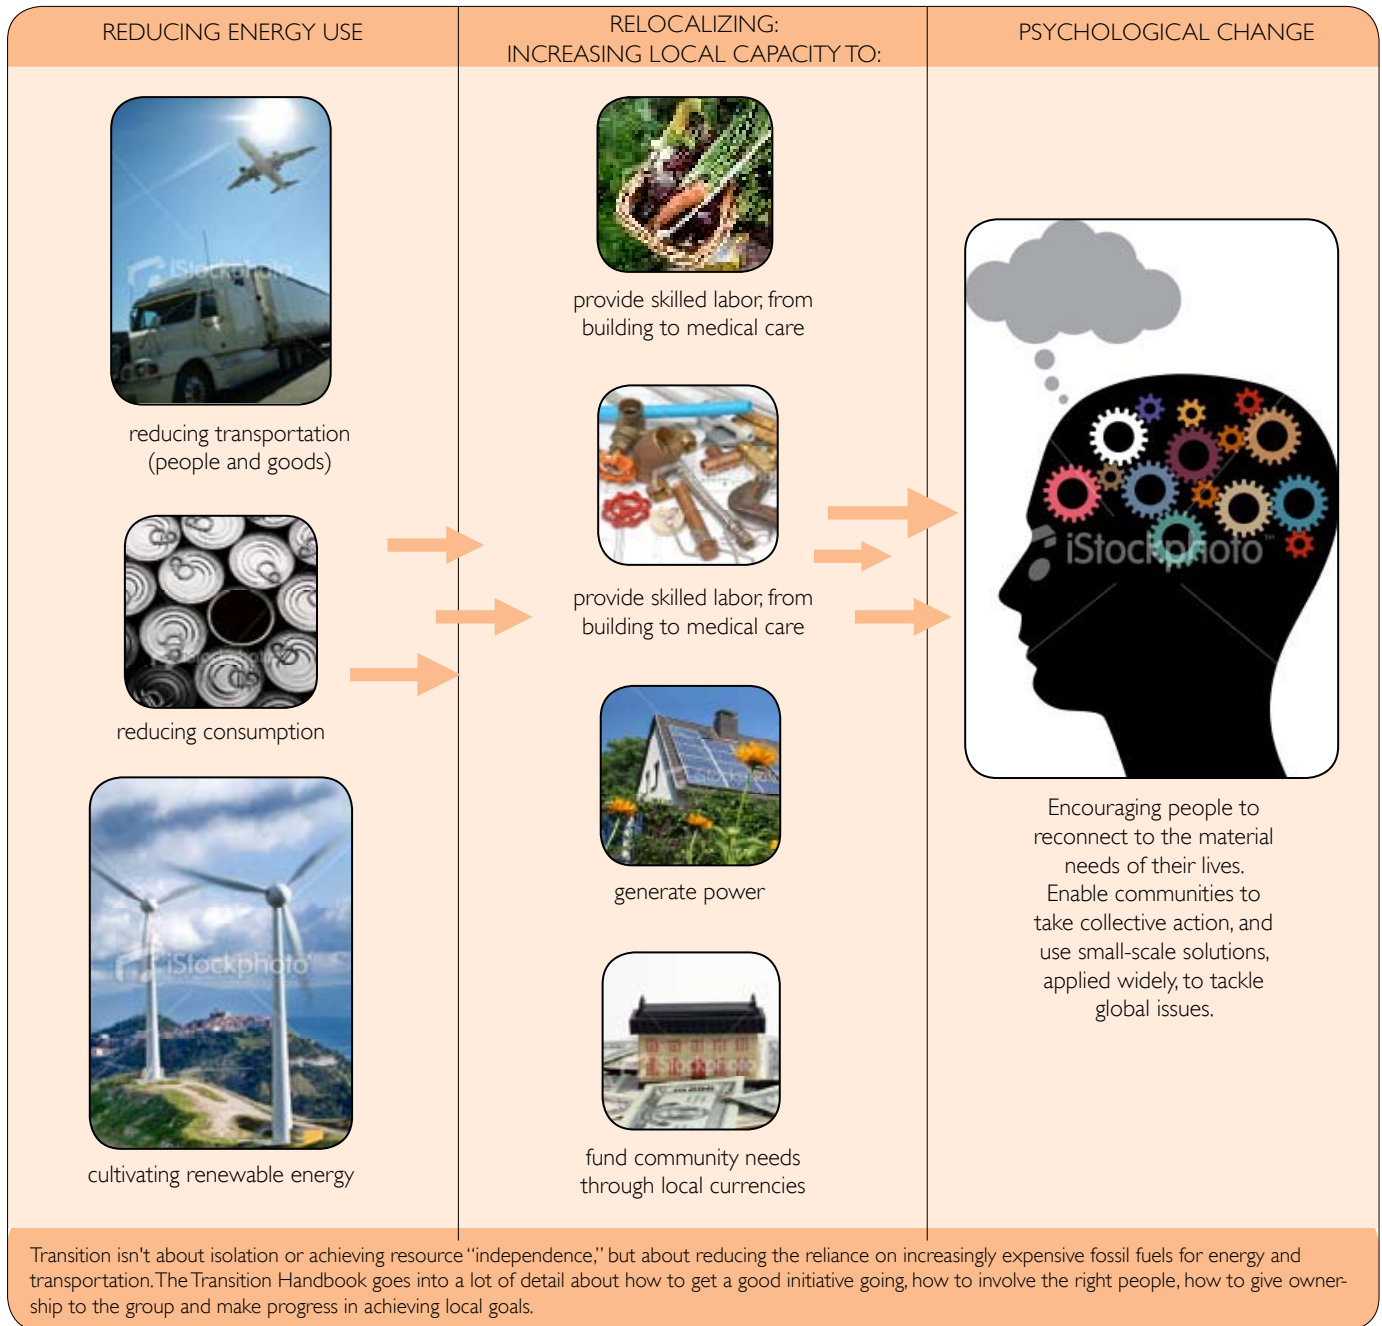 REDUCING ENERGY USE
RELOCALIZING:
INCREASING LOCAL CAPACITY TO:
PSYCHOLOGICAL CHANGE
iStockphoto
reducing transportation
(people and goods)
iStockphoto
reducing consumption
iStockphoto
cultivating renewable energy
provide skilled labor, from
building to medical care
provide skilled labor, from
building to medical care
iStockphoto
generate power
iStockphoto
fund community needs
through local currencies
iStockphoto™
Encouraging people to
reconnect to the material
needs of their lives.
Enable communities to
take collective action, and
use small-scale solutions,
applied widely, to tackle
global issues.
Transition isn't about isolation or achieving resource "independence," but about reducing the reliance on increasingly expensive fossil fuels for energy and
transportation. The Transition Handbook goes into a lot of detail about how to get a good initiative going, how to involve the right people, how to give owner-
ship to the group and make progress in achieving local goals.